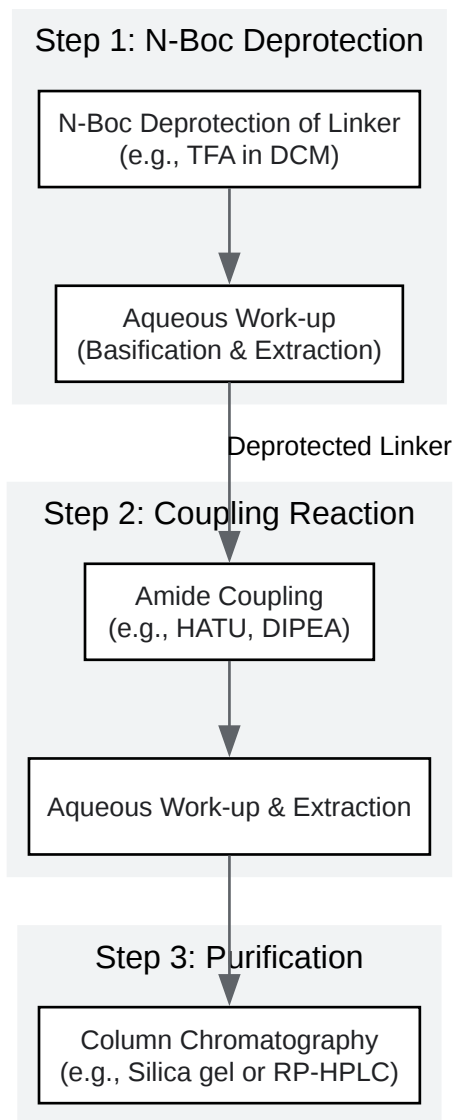 Step 1: N-Boc Deprotection
N-Boc Deprotection of Linker
(e.g., TFA in DCM)
Aqueous Work-up
(Basification & Extraction)
Deprotected Linker
Step 2: Coupling Reaction
Amide Coupling
(e.g., HATU, DIPEA)
Aqueous Work-up & Extraction
Step 3: Purification
Column Chromatography
(e.g., Silica gel or RP-HPLC)